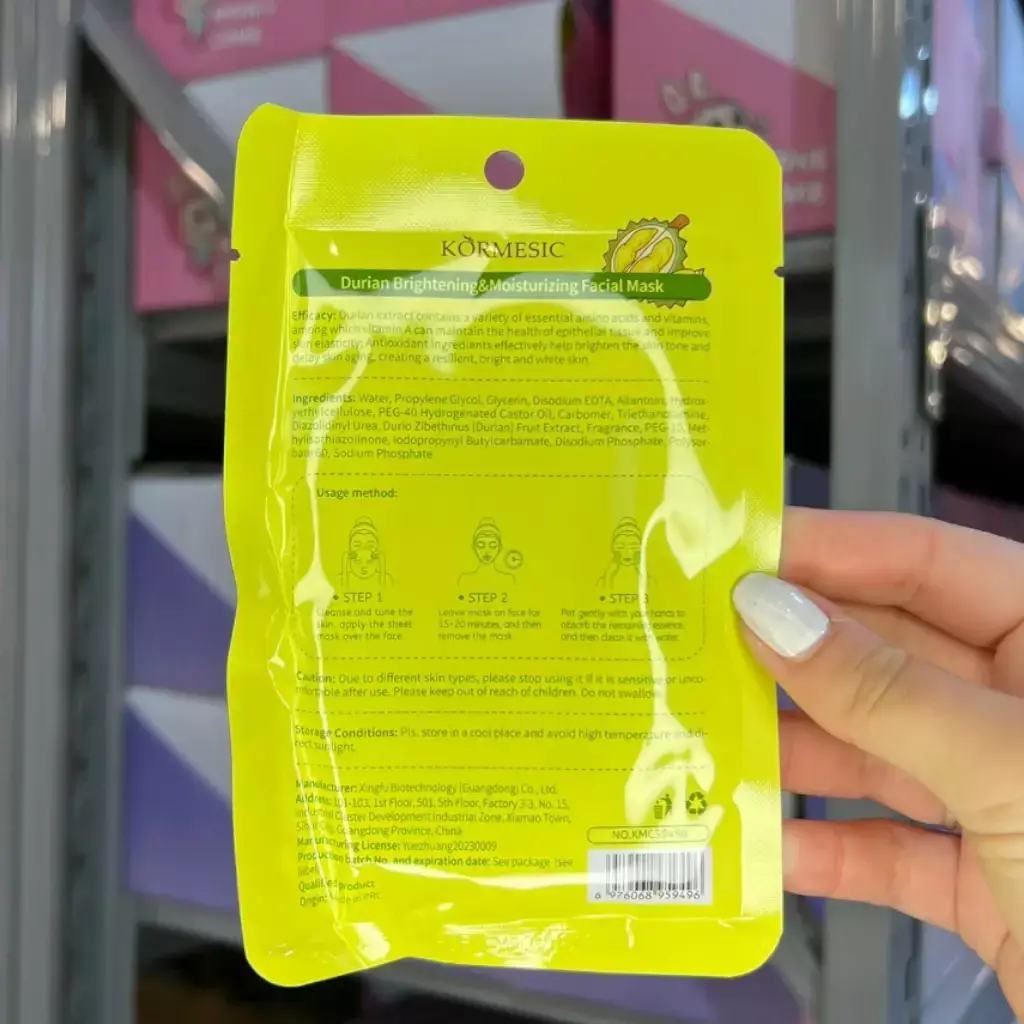 KÒRMESIC
Durian Brightening&Moisturizing Facial Mask
Efficacy: Durian extract contains a variety of essential amino acids and vitamins,
among which vitamin A can maintain the health of epithelial tissue and improve
skin elasticity; Antioxidant ingredients effectively help brighten the skin tone and
delay skin aging, creating a resilient, bright and white skin.
Ingredients: Water, Propylene Glycol, Glycerin, Disodium EDTA, Allantoin, Hydrox-
yethylcellulose, PEG-40 Hydrogenated Castor Oil, Carbomer, Triethanolamine,
Diazolidinyl Urea, Durio Zibethinus (Durian) Fruit Extract, Fragrance, Met-
hylisothiazolinone, Iodopropynyl Butylcarbamate, Disodium Phosphate, Polysor-
bate 60, Sodium Phosphate
Usage method:
• STEP 1
Cleanse and tone the
skin, apply the sheet
mask over the face.
• STEP 2
Leave mask on face for
15-20 minutes, and then
remove the mask.
• STEP 3
Pat gently with your hands to
absorb the remaining essence,
and then clean it with water.
Caution: Due to different skin types, please stop using it if it is sensitive or unco-
mfortable after use. Please keep out of reach of children. Do not swallow.
Storage Conditions: Pls. store in a cool place and avoid high temperature and di-
rect sunlight.
Manufacturer: Xingfu Biotechnology (Guangdong) Co., Ltd.
Address: 101-103, 1st Floor, 501, 5th Floor, Factory 3-3, No. 15,
Industrial Cluster Development Industrial Zone, Xiamao Town,
Guangdong Province, China
Manufacturing License: Yuezhuang20230009
Production batch No. and expiration date: See package (see
label)
Qualified product
Origin: Made in PRC
NO.KMC59496
6 976068 959496